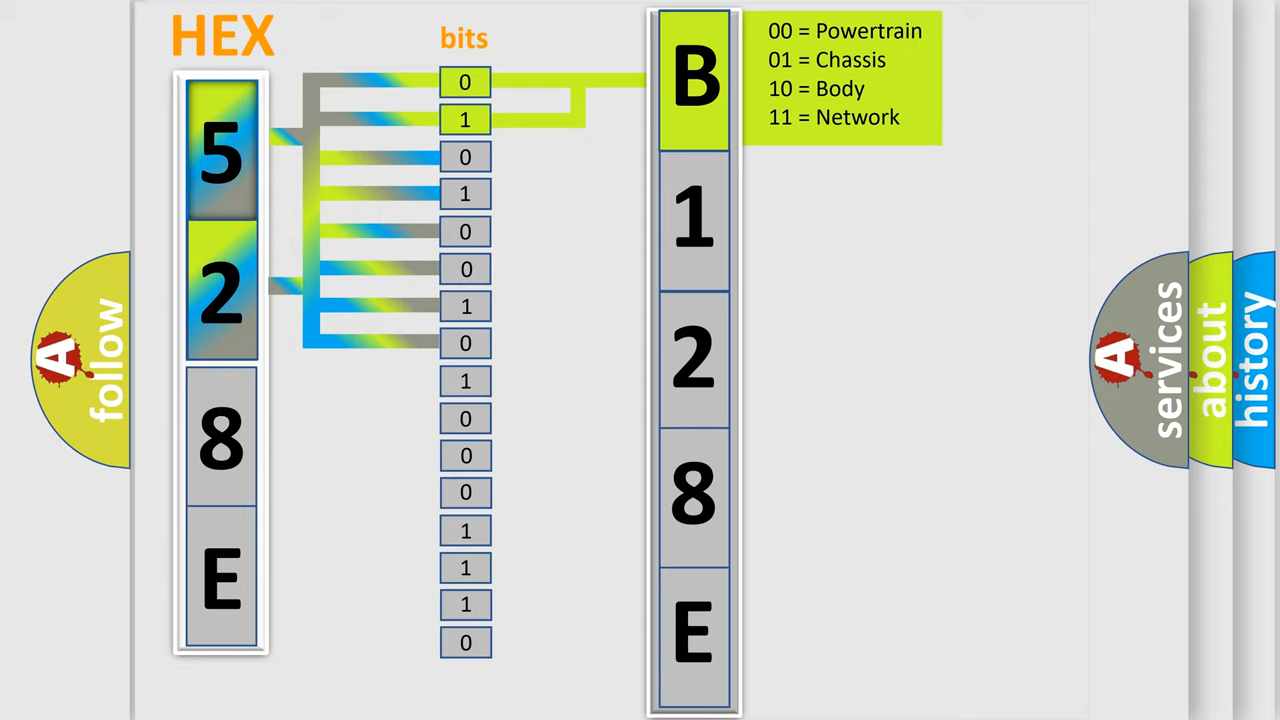 HEX
bits
5
2
8
E
0
1
0
1
0
0
1
0
1
0
0
0
1
1
1
0
B
1
2
8
E
00 = Powertrain
01 = Chassis
10 = Body
11 = Network
A
follow
A
services
about
history